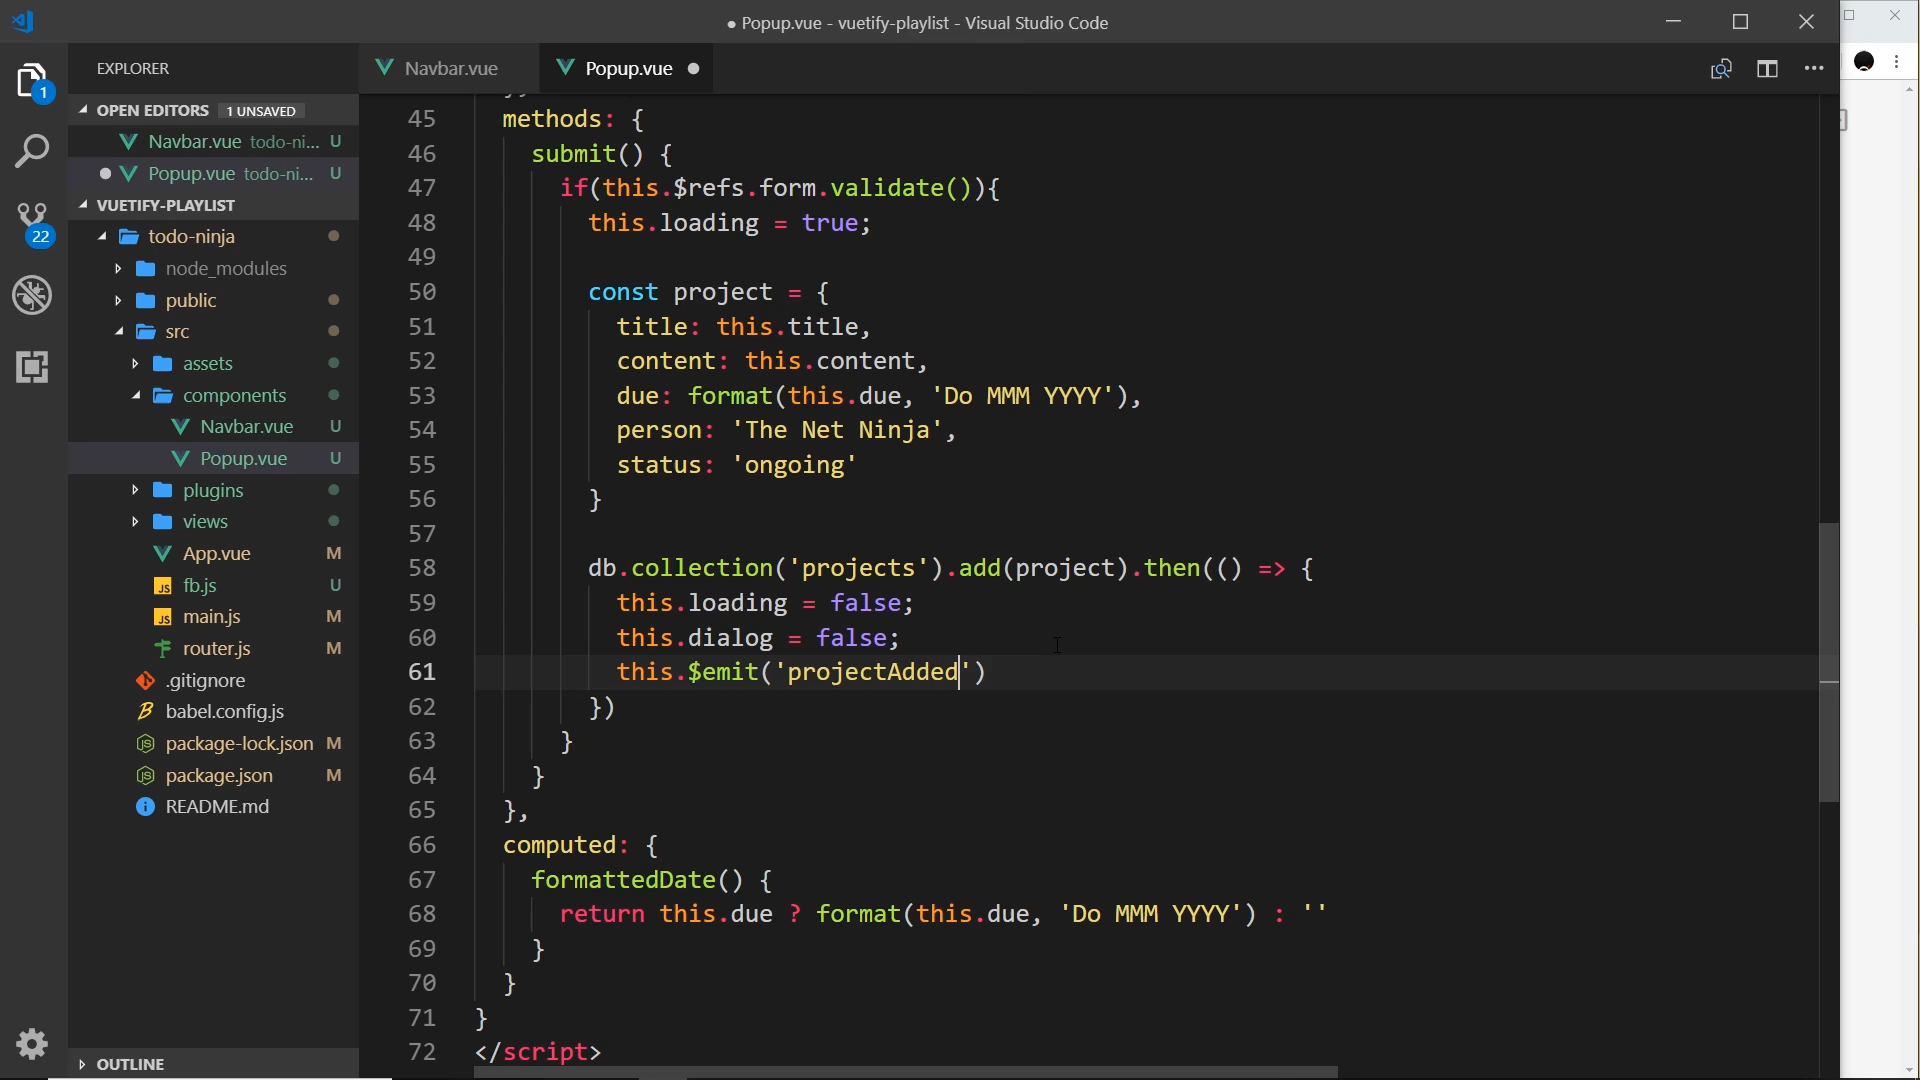 ● Popup.vue - vuetify-playlist - Visual Studio Code
EXPLORER
Navbar.vue
Popup.vue ●
OPEN EDITORS 1 UNSAVED
Navbar.vue todo-ni... U
Popup.vue todo-ni... U
VUETIFY-PLAYLIST
todo-ninja
node_modules
public
src
assets
components
Navbar.vue U
Popup.vue U
plugins
views
App.vue M
fb.js U
main.js M
router.js M
.gitignore
babel.config.js
package-lock.json M
package.json M
README.md
OUTLINE
1
22
45 methods: {
46 submit() {
47 if(this.$refs.form.validate()){
48 this.loading = true;
49
50 const project = {
51 title: this.title,
52 content: this.content,
53 due: format(this.due, 'Do MMM YYYY'),
54 person: 'The Net Ninja',
55 status: 'ongoing'
56 }
57
58 db.collection('projects').add(project).then(() => {
59 this.loading = false;
60 this.dialog = false;
61 this.$emit('projectAdded')
62 })
63 }
64 }
65 },
66 computed: {
67 formattedDate() {
68 return this.due ? format(this.due, 'Do MMM YYYY') : ''
69 }
70 }
71 }
72 </script>